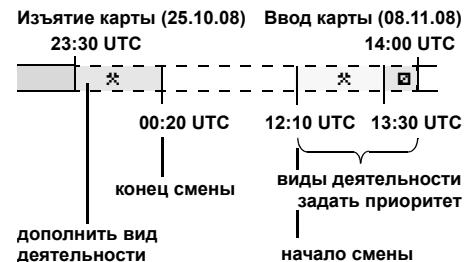 Изъятие карты (25.10.08) Ввод карты (08.11.08)
23:30 UTC 14:00 UTC
00:20 UTC 12:10 UTC 13:30 UTC
конец смены
виды деятельности
задать приоритет
дополнить вид
деятельности
начало смены